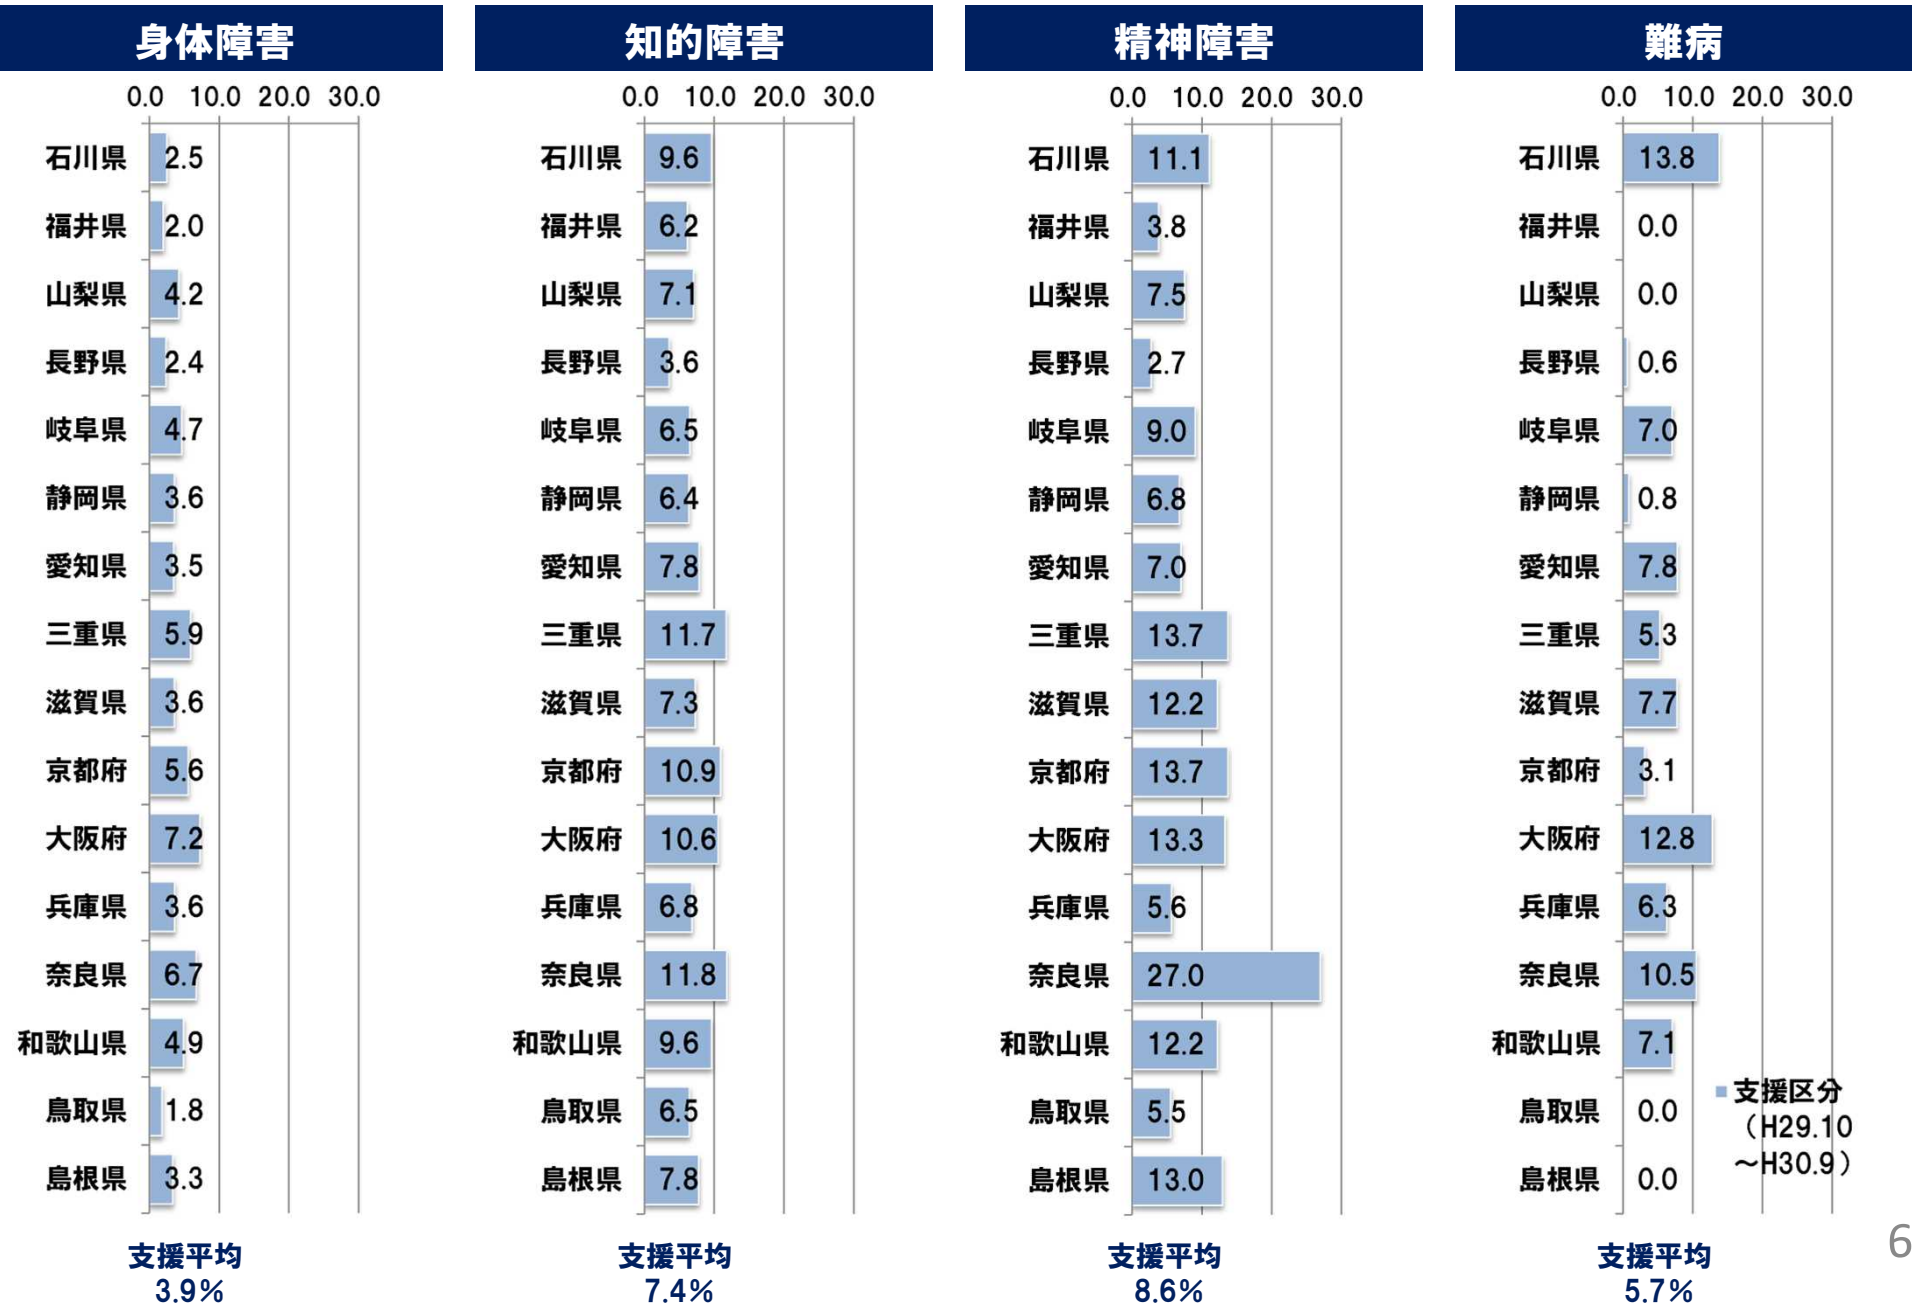 身体障害
0.0 10.0 20.0 30.0
石川県 2.5
福井県 2.0
山梨県 4.2
長野県 2.4
岐阜県 4.7
静岡県 3.6
愛知県 3.5
三重県 5.9
滋賀県 3.6
京都府 5.6
大阪府 7.2
兵庫県 3.6
奈良県 6.7
和歌山県 4.9
鳥取県 1.8
島根県 3.3
支援平均
3.9%
知的障害
0.0 10.0 20.0 30.0
石川県 9.6
福井県 6.2
山梨県 7.1
長野県 3.6
岐阜県 6.5
静岡県 6.4
愛知県 7.8
三重県 11.7
滋賀県 7.3
京都府 10.9
大阪府 10.6
兵庫県 6.8
奈良県 11.8
和歌山県 9.6
鳥取県 6.5
島根県 7.8
支援平均
7.4%
精神障害
0.0 10.0 20.0 30.0
石川県 11.1
福井県 3.8
山梨県 7.5
長野県 2.7
岐阜県 9.0
静岡県 6.8
愛知県 7.0
三重県 13.7
滋賀県 12.2
京都府 13.7
大阪府 13.3
兵庫県 5.6
奈良県 27.0
和歌山県 12.2
鳥取県 5.5
島根県 13.0
支援平均
8.6%
難病
0.0 10.0 20.0 30.0
石川県 13.8
福井県 0.0
山梨県 0.0
長野県 0.6
岐阜県 7.0
静岡県 0.8
愛知県 7.8
三重県 5.3
滋賀県 7.7
京都府 3.1
大阪府 12.8
兵庫県 6.3
奈良県 10.5
和歌山県 7.1
鳥取県 0.0
島根県 0.0
支援区分
（H29.10
～H30.9）
支援平均
5.7%
6